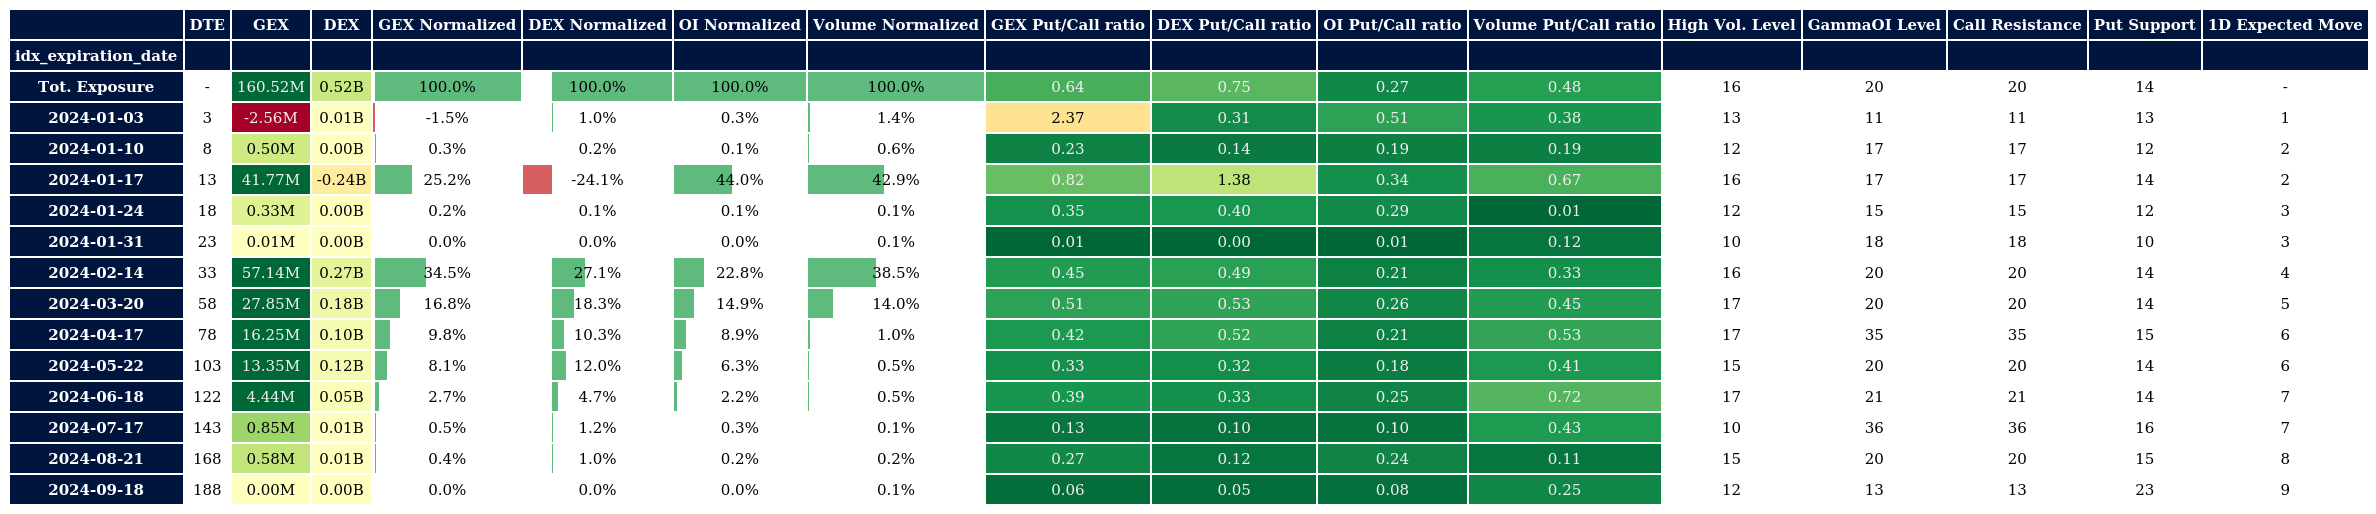 DTE GEX DEX GEX Normalized DEX Normalized OI Normalized Volume Normalized GEX Put/Call ratio DEX Put/Call ratio OI Put/Call ratio Volume Put/Call ratio High Vol. Level GammaOI Level Call Resistance Put Support 1D Expected Move
idx_expiration_date
Tot. Exposure - 160.52M 0.52B 100.0% 100.0% 100.0% 100.0% 0.64 0.75 0.27 0.48 16 20 20 14 -
2024-01-03 3 -2.56M 0.01B -1.5% 1.0% 0.3% 1.4% 2.37 0.31 0.51 0.38 13 11 11 13 1
2024-01-10 8 0.50M 0.00B 0.3% 0.2% 0.1% 0.6% 0.23 0.14 0.19 0.19 12 17 17 12 2
2024-01-17 13 41.77M -0.24B 25.2% -24.1% 44.0% 42.9% 0.82 1.38 0.34 0.67 16 17 17 14 2
2024-01-24 18 0.33M 0.00B 0.2% 0.1% 0.1% 0.1% 0.35 0.40 0.29 0.01 12 15 15 12 3
2024-01-31 23 0.01M 0.00B 0.0% 0.0% 0.0% 0.1% 0.01 0.00 0.01 0.12 10 18 18 10 3
2024-02-14 33 57.14M 0.27B 34.5% 27.1% 22.8% 38.5% 0.45 0.49 0.21 0.33 16 20 20 14 4
2024-03-20 58 27.85M 0.18B 16.8% 18.3% 14.9% 14.0% 0.51 0.53 0.26 0.45 17 20 20 14 5
2024-04-17 78 16.25M 0.10B 9.8% 10.3% 8.9% 1.0% 0.42 0.52 0.21 0.53 17 35 35 15 6
2024-05-22 103 13.35M 0.12B 8.1% 12.0% 6.3% 0.5% 0.33 0.32 0.18 0.41 15 20 20 14 6
2024-06-18 122 4.44M 0.05B 2.7% 4.7% 2.2% 0.5% 0.39 0.33 0.25 0.72 17 21 21 14 7
2024-07-17 143 0.85M 0.01B 0.5% 1.2% 0.3% 0.1% 0.13 0.10 0.10 0.43 10 36 36 16 7
2024-08-21 168 0.58M 0.01B 0.4% 1.0% 0.2% 0.2% 0.27 0.12 0.24 0.11 15 20 20 15 8
2024-09-18 188 0.00M 0.00B 0.0% 0.0% 0.0% 0.1% 0.06 0.05 0.08 0.25 12 13 13 23 9